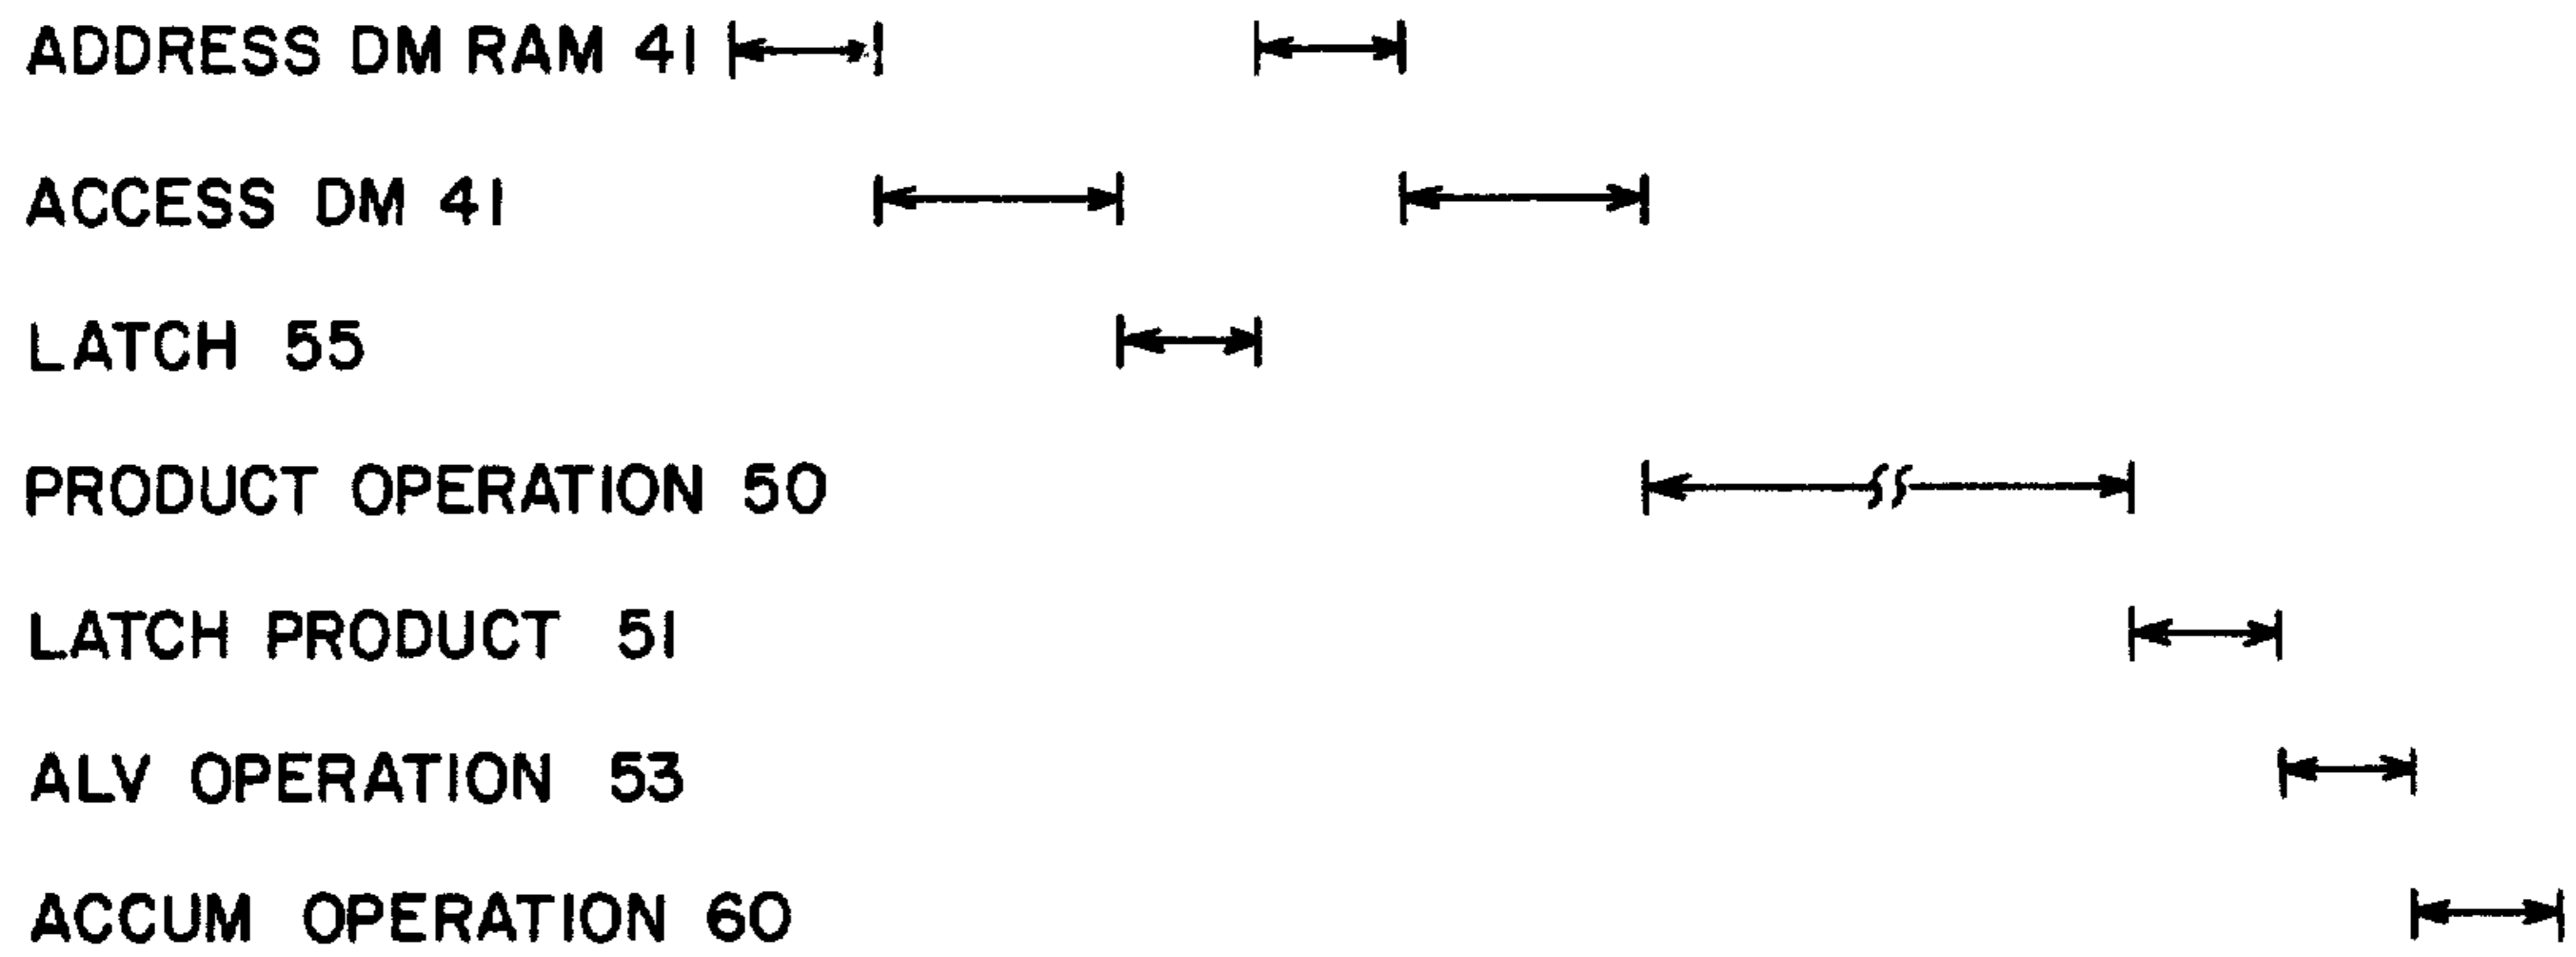 ADDRESS DM RAM 41
ACCESS DM 41
LATCH 55
PRODUCT OPERATION 50
LATCH PRODUCT 51
ALV OPERATION 53
ACCUM OPERATION 60